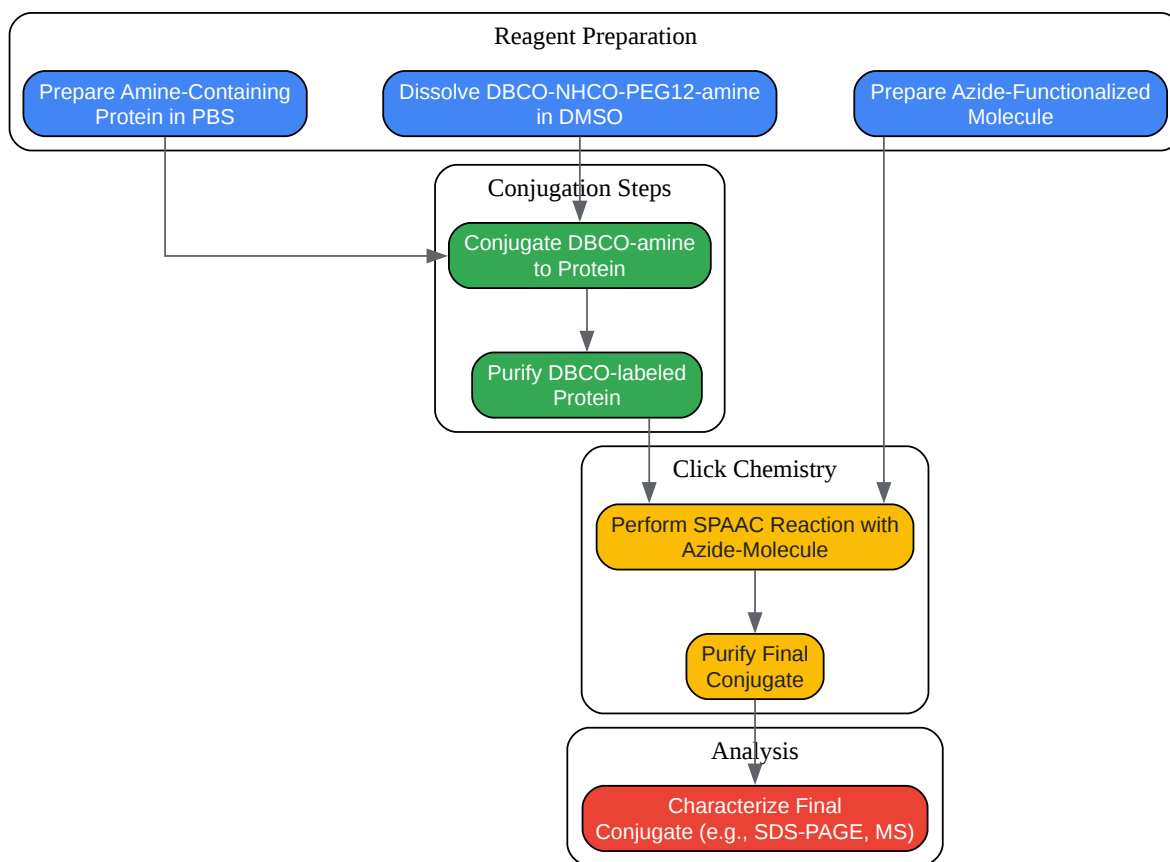 Reagent Preparation
Prepare Amine-Containing
Protein in PBS
Dissolve DBCO-NHCO-PEG12-amine
in DMSO
Prepare Azide-Functionalized
Molecule
Conjugation Steps
Conjugate DBCO-amine
to Protein
Purify DBCO-labeled
Protein
Click Chemistry
Perform SPAAC Reaction with
Azide-Molecule
Purify Final
Conjugate
Analysis
Characterize Final
Conjugate (e.g., SDS-PAGE, MS)